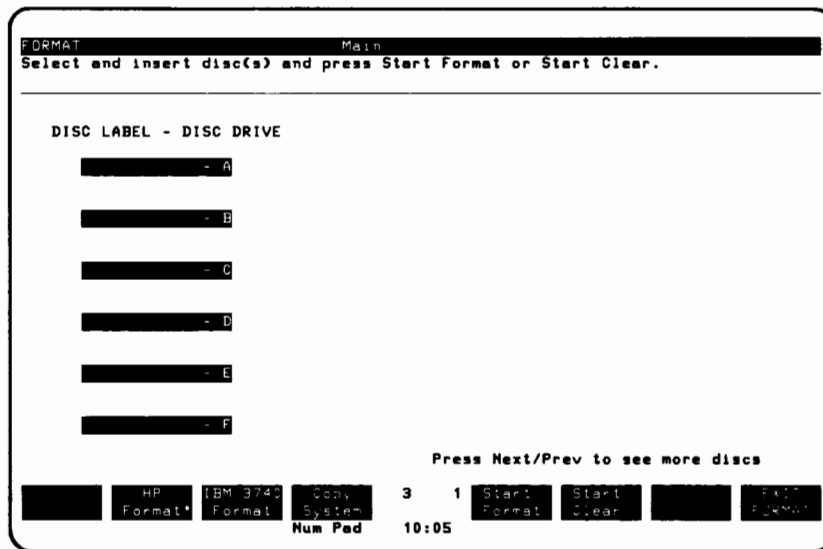 FORMAT Main
Select and insert disc(s) and press Start Format or Start Clear.
DISC LABEL - DISC DRIVE
- A
- B
- C
- D
- E
- F
Press Next/Prev to see more discs
HP IBM 3740 Copy 3 1 Start Start EXIT
Format* Format System Format Clear FORMAT
Num Pad 10:05